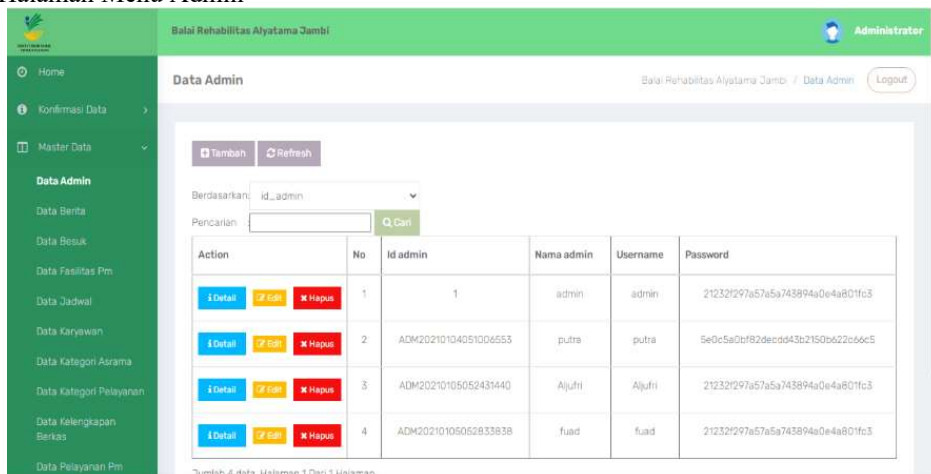 Halaman Menu Admin
Balai Rehabilitas Alyatama Jambi
Administrator
Home
Data Admin
Balai Rehabilitas Alyatama Jambi / Data Admin
Logout
Konfirmasi Data
Master Data
Tambah Refresh
Data Admin
Berdasarkan: id_admin
Data Berita
Pencarian : Cari
Data Besuk
Action No Id admin Nama admin Username Password
Data Fasilitas Pm
Detail Edit Hapus 1 1 admin admin 21232f297a57a5a743894a0e4a801fc3
Data Jadwal
Data Karyawan
Detail Edit Hapus 2 ADM20210104051006553 putra putra 5e0c5a0bf82decdd43b2150b622c66c5
Data Kategori Asrama
Data Kategori Pelayanan
Detail Edit Hapus 3 ADM20210105052431440 Aljufri Aljufri 21232f297a57a5a743894a0e4a801fc3
Data Kelengkapan
Berkas
Detail Edit Hapus 4 ADM20210105052833838 fuad fuad 21232f297a57a5a743894a0e4a801fc3
Data Pelayanan Pm
Jumlah 4 data, Halaman 1 Dari 1 Halaman